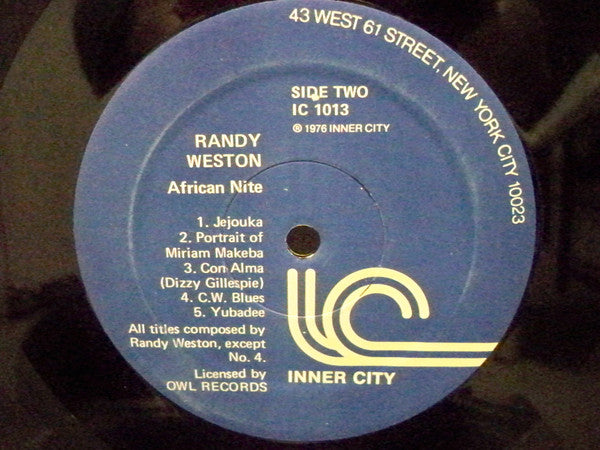 43 WEST 61 STREET, NEW YORK CITY 10023
SIDE TWO
IC 1013
℗ 1976 INNER CITY
RANDY
WESTON
African Nite
1. Jejouka
2. Portrait of
Miriam Makeba
3. Con Alma
(Dizzy Gillespie)
4. C.W. Blues
5. Yubadee
All titles composed by
Randy Weston, except
No. 4.
Licensed by
OWL RECORDS
IC
INNER CITY